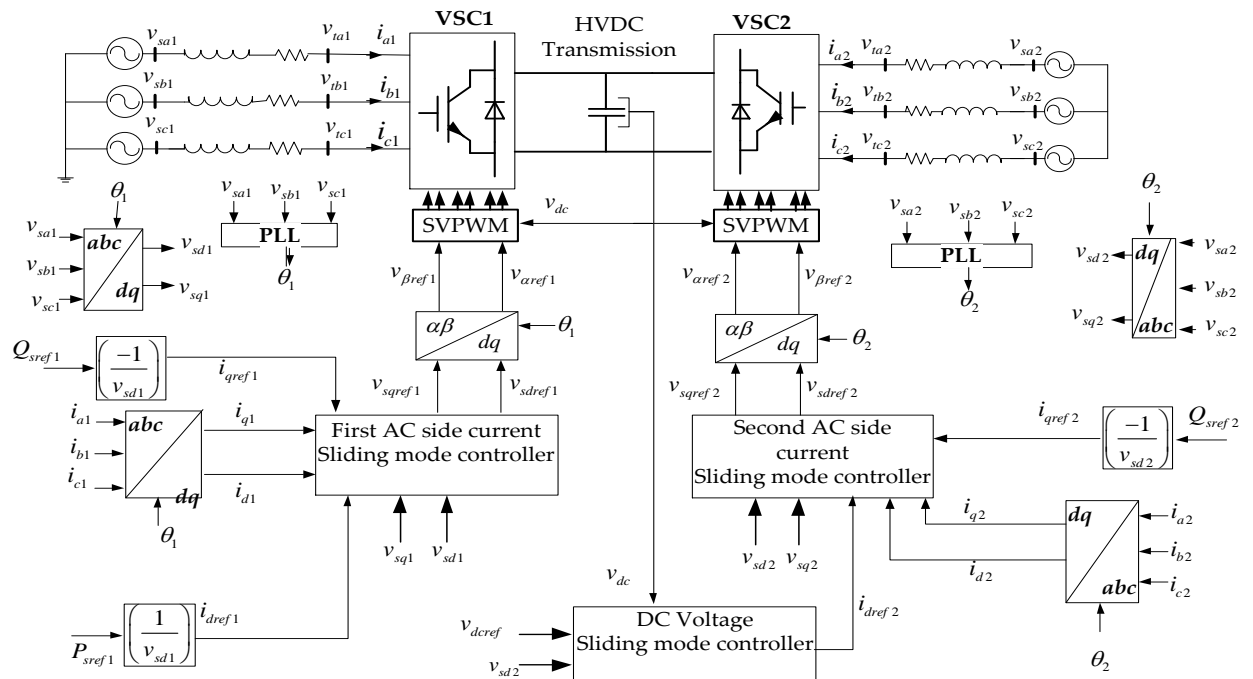 VSC1
HVDC
Transmission
VSC2
v_sa1
v_ta1
i_a1
i_a2
v_ta2
v_sa2
v_sb1
v_tb1
i_b1
i_b2
v_tb2
v_sb2
v_sc1
v_tc1
i_c1
i_c2
v_tc2
v_sc2
θ_1
v_sa1
v_sb1
v_sc1
abc
dq
v_sd1
v_sq1
v_sa1
v_sb1
v_sc1
PLL
θ_1
SVPWM
v_dc
SVPWM
v_sa2
v_sb2
v_sc2
PLL
θ_2
θ_2
v_sd2
v_sq2
dq
abc
v_sa2
v_sb2
v_sc2
v_βref1
v_αref1
v_αref2
v_βref2
αβ
dq
θ_1
αβ
dq
θ_2
v_sqref1
v_sdref1
v_sqref2
v_sdref2
Q_sref1
(-1/v_sd1)
i_qref1
i_a1
i_b1
i_c1
abc
dq
θ_1
i_q1
i_d1
First AC side current
Sliding mode controller
v_sq1
v_sd1
Second AC side
current
Sliding mode controller
v_sd2
v_sq2
i_qref2
(-1/v_sd2)
Q_sref2
i_q2
i_d2
dq
abc
i_a2
i_b2
i_c2
θ_2
P_sref1
(1/v_sd1)
i_dref1
v_dc
v_dcref
v_sd2
DC Voltage
Sliding mode controller
i_dref2